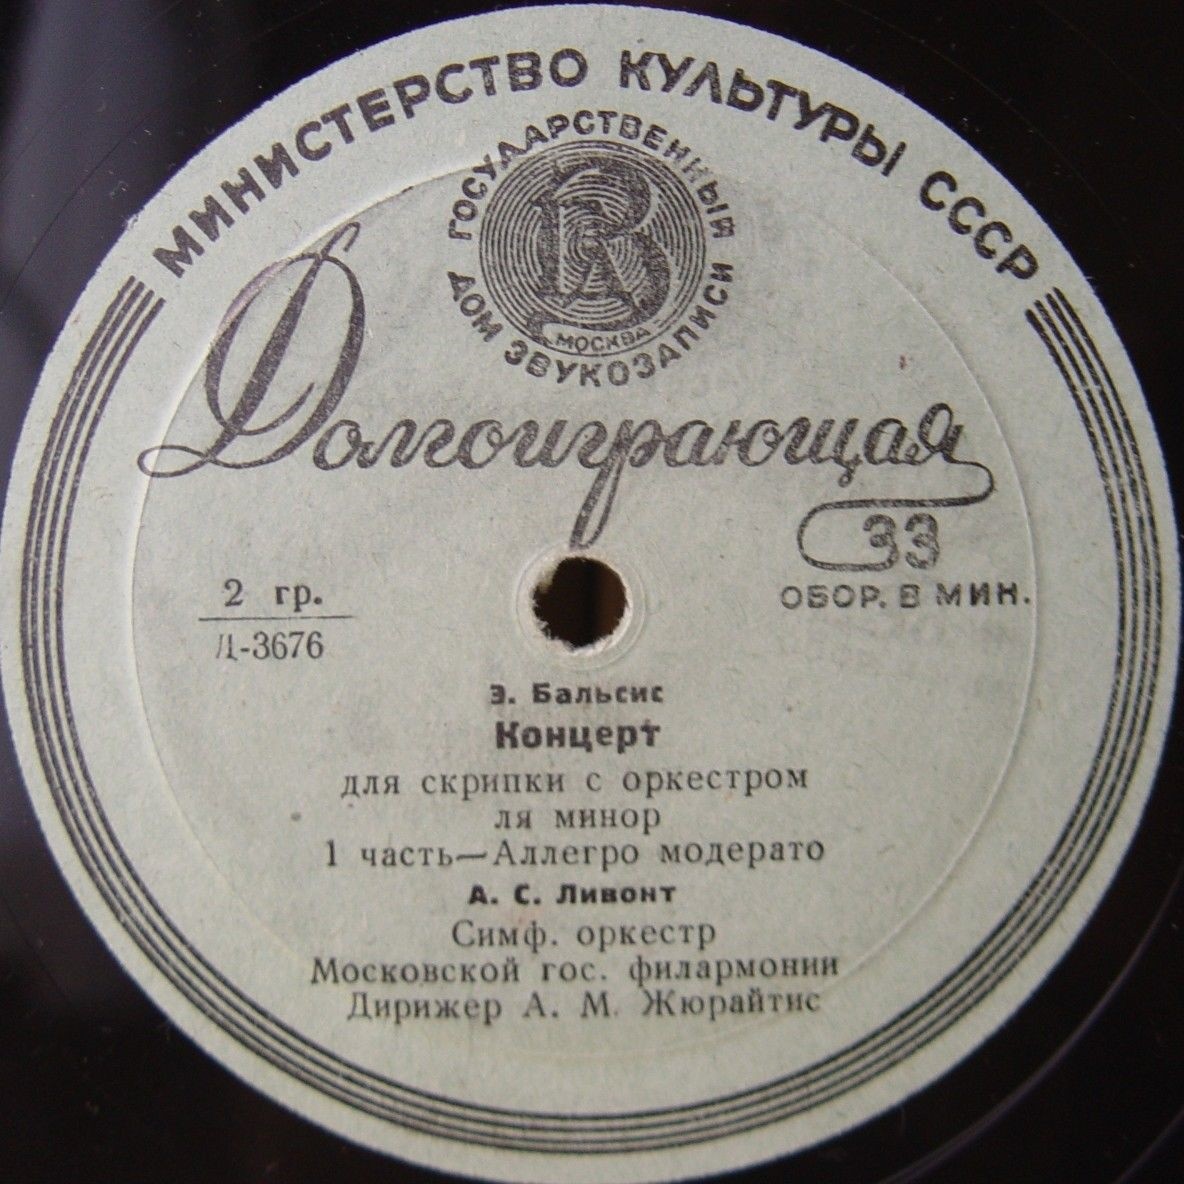 МИНИСТЕРСТВО КУЛЬТУРЫ СССР
ГОСУДАРСТВЕННЫЙ
ДОМ ЗВУКОЗАПИСИ
МОСКВА
Долгоиграющая
33
ОБОР. В МИН.
2 гр.
Д-3676
Э. Бальсис
Концерт
для скрипки с оркестром
ля минор
1 часть—Аллегро модерато
А. С. Ливонт
Симф. оркестр
Московской гос. филармонии
Дирижер А. М. Жюрайтис